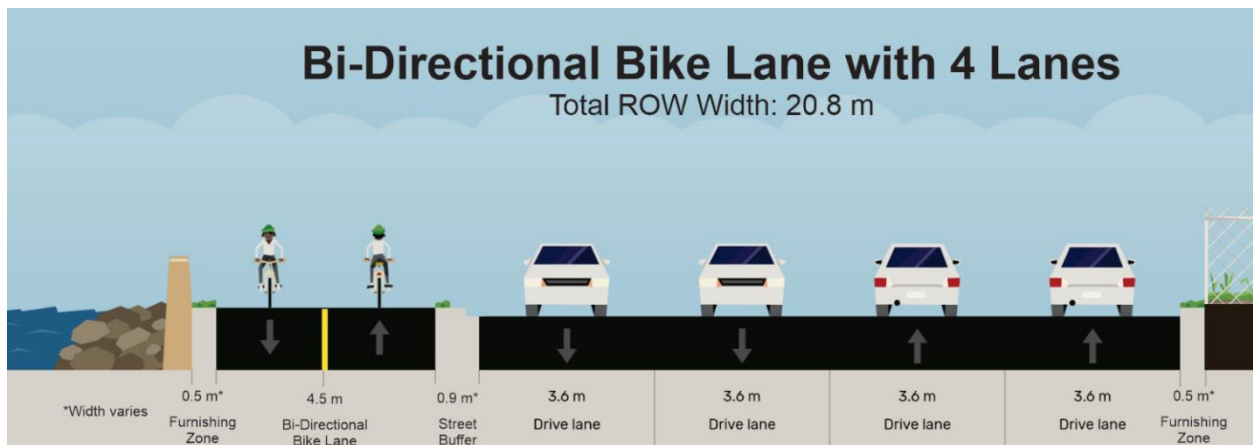 Bi-Directional Bike Lane with 4 Lanes
Total ROW Width: 20.8 m
*Width varies
0.5 m*
Furnishing
Zone
4.5 m
Bi-Directional
Bike Lane
0.9 m*
Street
Buffer
3.6 m
Drive lane
3.6 m
Drive lane
3.6 m
Drive lane
3.6 m
Drive lane
0.5 m*
Furnishing
Zone